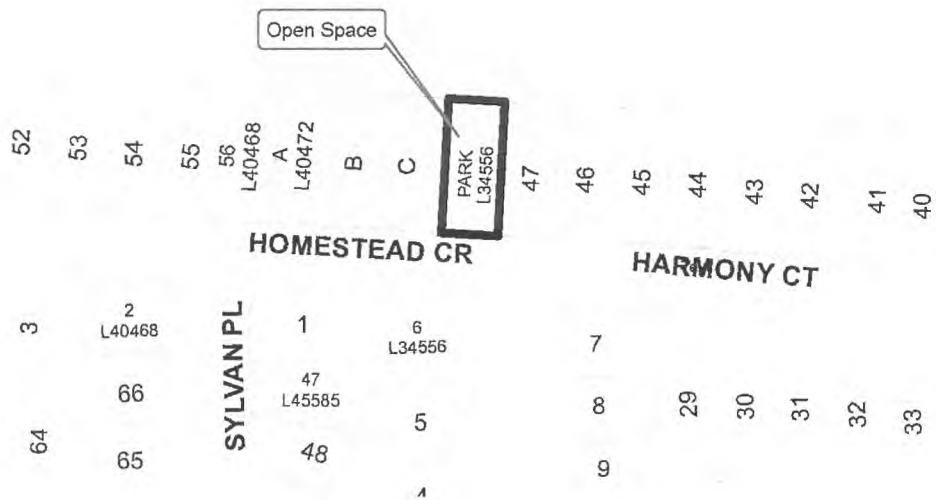 Open Space
52
53
54
55
56
L40468
A
L40472
B
C
PARK
L34556
47
46
45
44
43
42
41
40
HOMESTEAD CR
HARMONY CT
3
2
L40468
SYLVAN PL
1
6
L34556
7
66
47
L45585
5
8
29
30
31
32
33
64
65
48
9